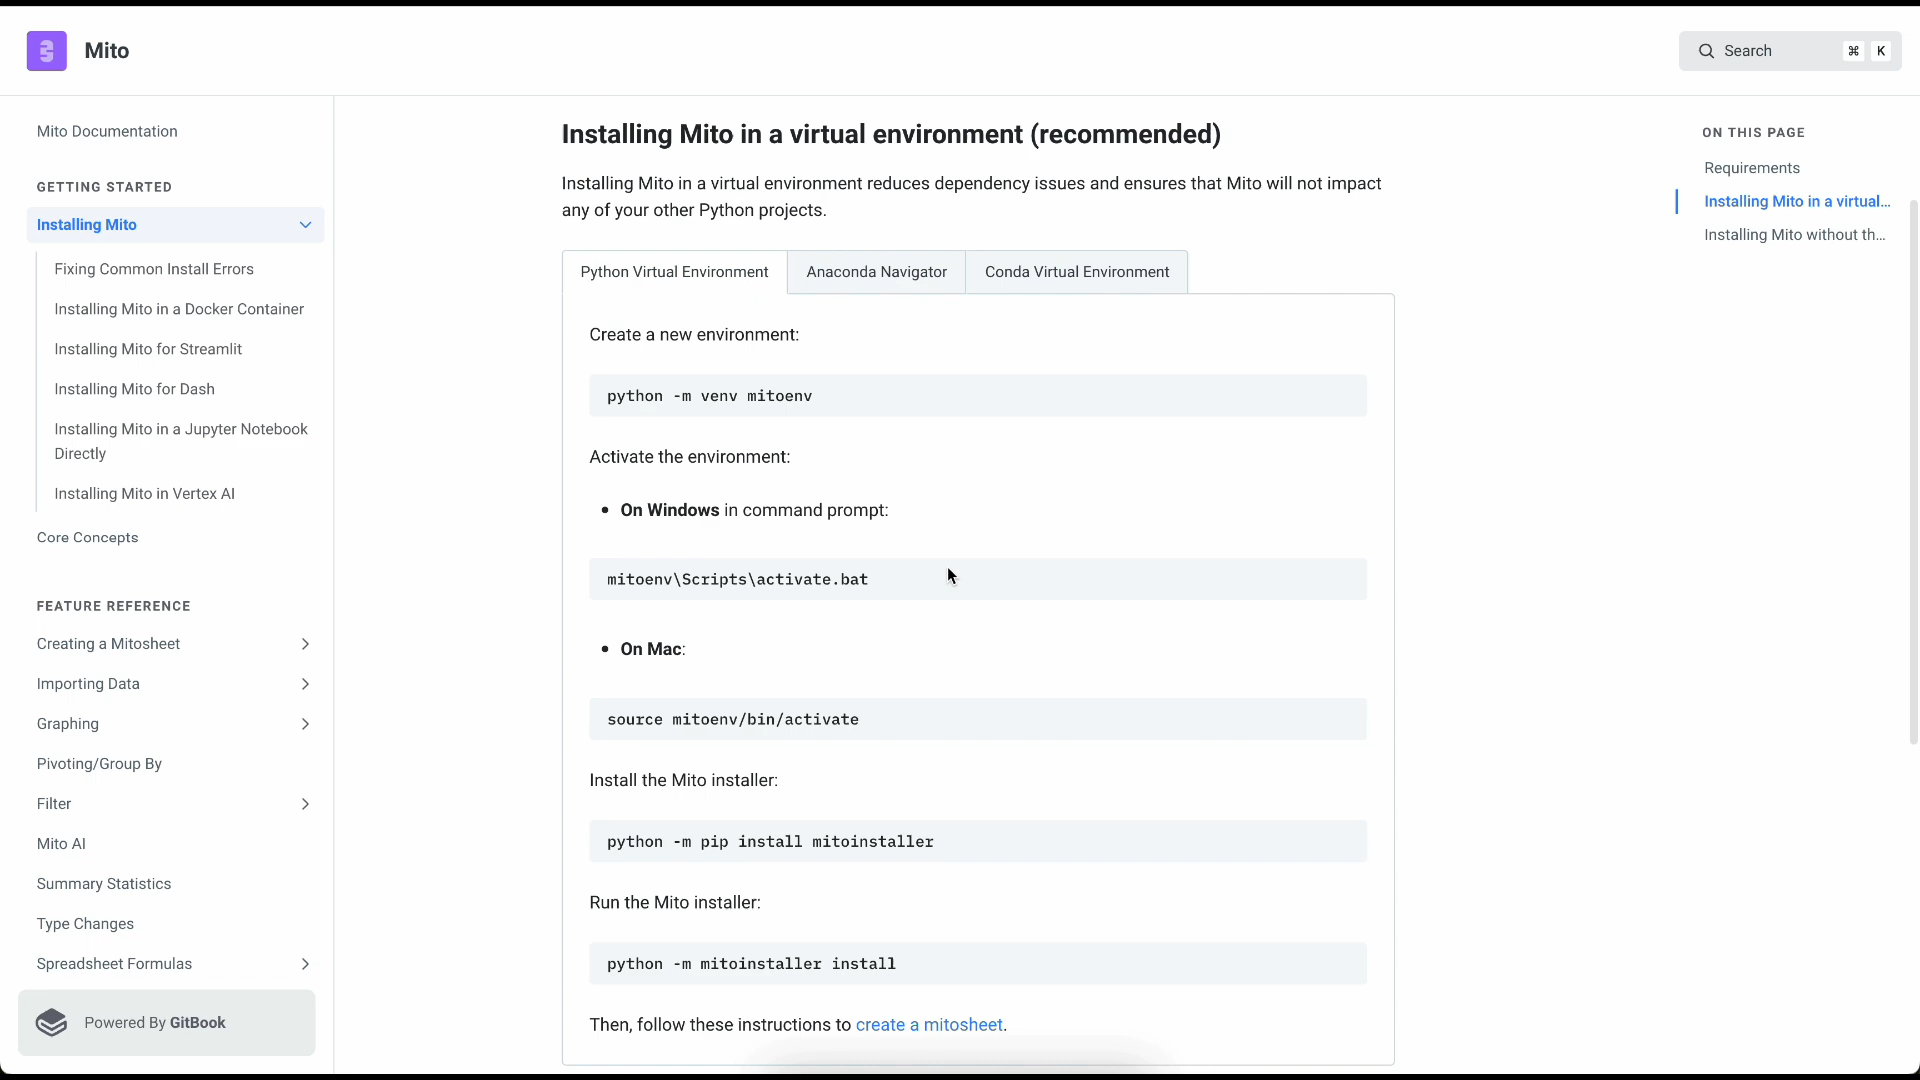 Mito
Search ⌘ K
Mito Documentation
GETTING STARTED
Installing Mito
Fixing Common Install Errors
Installing Mito in a Docker Container
Installing Mito for Streamlit
Installing Mito for Dash
Installing Mito in a Jupyter Notebook
Directly
Installing Mito in Vertex AI
Core Concepts
FEATURE REFERENCE
Creating a Mitosheet
Importing Data
Graphing
Pivoting/Group By
Filter
Mito AI
Summary Statistics
Type Changes
Spreadsheet Formulas
Powered By GitBook
Installing Mito in a virtual environment (recommended)
Installing Mito in a virtual environment reduces dependency issues and ensures that Mito will not impact
any of your other Python projects.
Python Virtual Environment Anaconda Navigator Conda Virtual Environment
Create a new environment:
python -m venv mitoenv
Activate the environment:
• On Windows in command prompt:
mitoenv\Scripts\activate.bat
• On Mac:
source mitoenv/bin/activate
Install the Mito installer:
python -m pip install mitoinstaller
Run the Mito installer:
python -m mitoinstaller install
Then, follow these instructions to create a mitosheet.
ON THIS PAGE
Requirements
Installing Mito in a virtual...
Installing Mito without th...